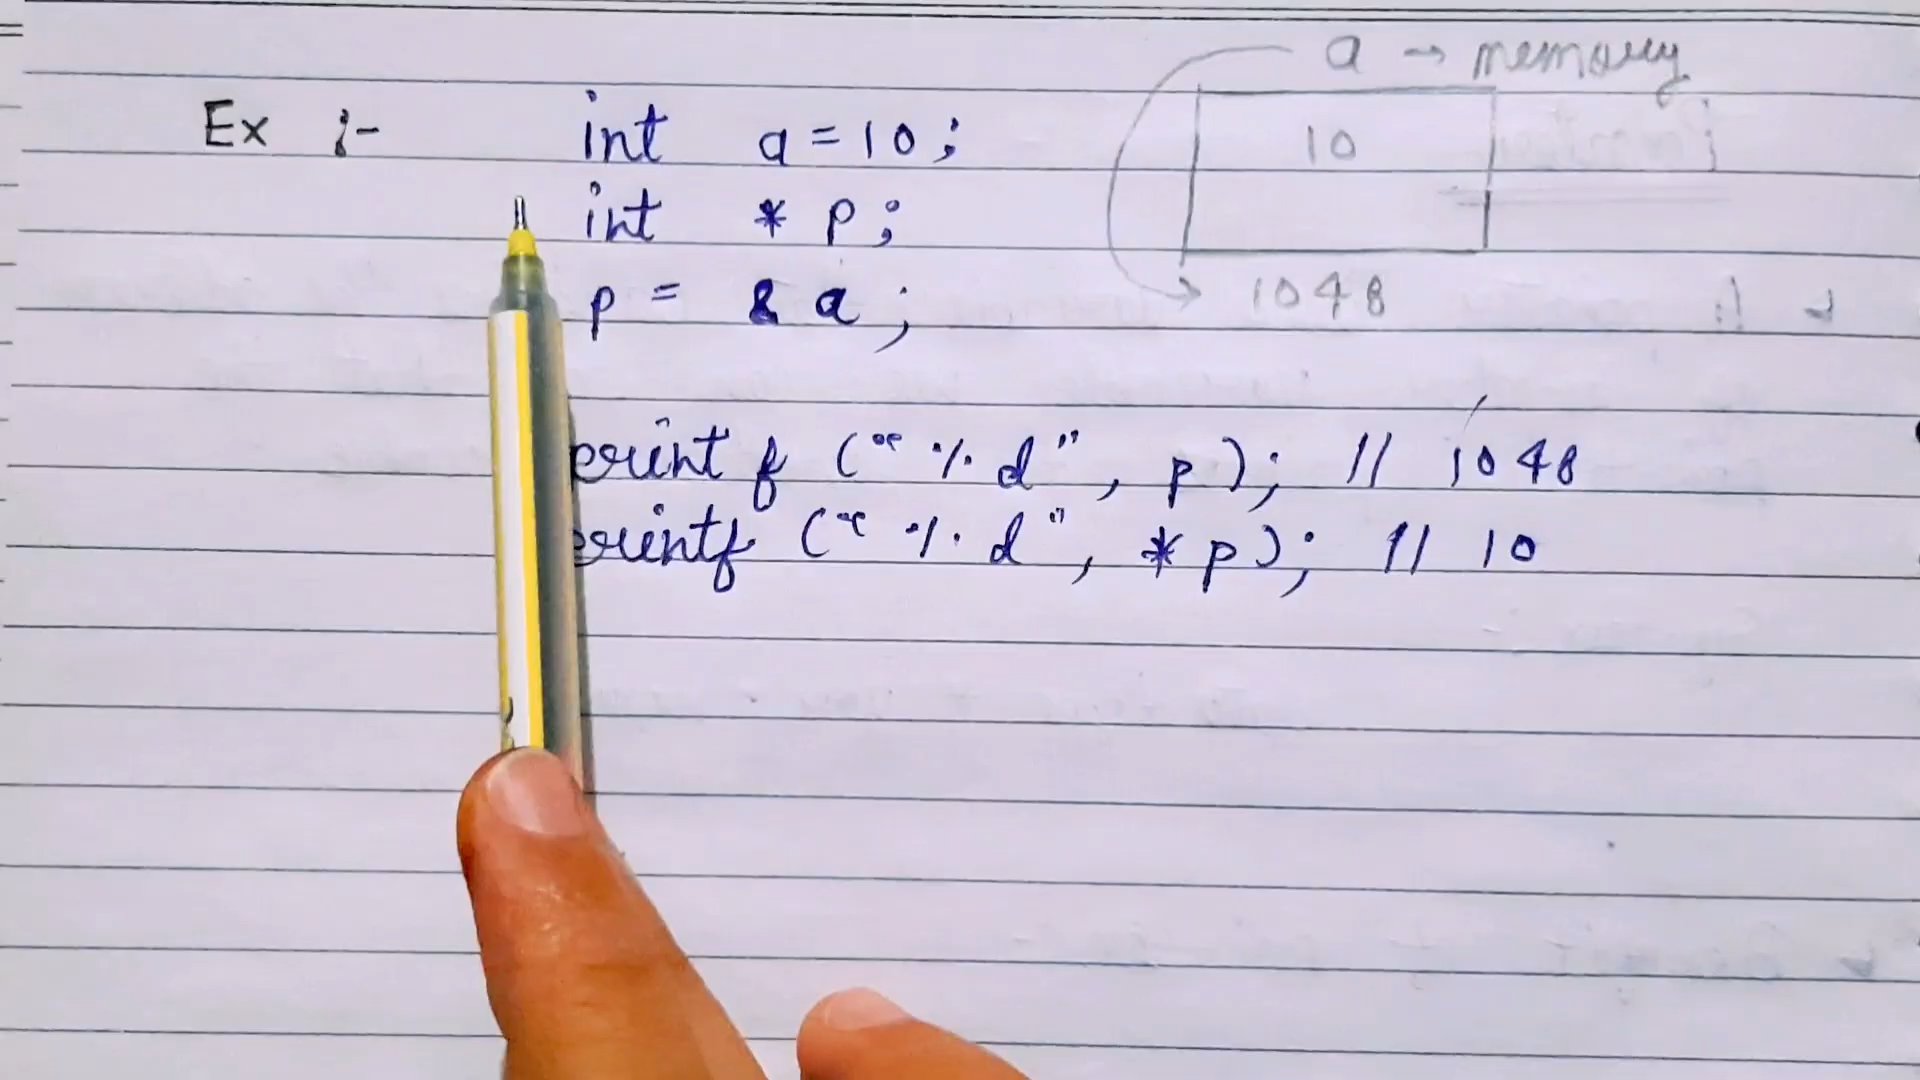 a → memory
Ex :- int a = 10 ;
10
int * p ;
p = & a ;
1048
printf ("%d", p); // 1048
printf ("%d", *p); // 10